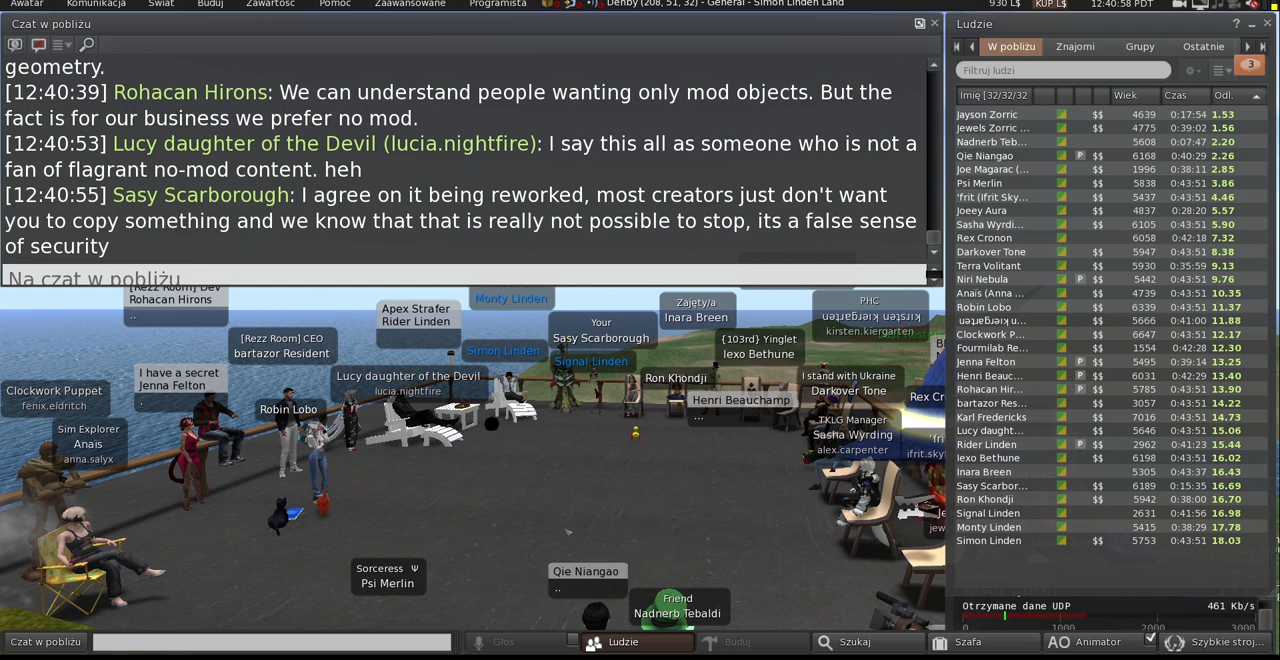 Awatar Komunikacja Świat Buduj Zawartość Pomoc Zaawansowane Programista Denby (208, 51, 32) - General - Simon Linden Land 930 L$ KUP L$ 12:40:58 PDT
Czat w pobliżu
geometry.
[12:40:39] Rohacan Hirons: We can understand people wanting only mod objects. But the
fact is for our business we prefer no mod.
[12:40:53] Lucy daughter of the Devil (lucia.nightfire): I say this all as someone who is not a
fan of flagrant no-mod content. heh
[12:40:55] Sasy Scarborough: I agree on it being reworked, most creators just don't want
you to copy something and we know that that is really not possible to stop, its a false sense
of security
Na czat w pobliżu
[Rezz Room] Dev
Rohacan Hirons
..
[Rezz Room] CEO
bartazor Resident
Apex Strafer
Rider Linden
Monty Linden
Simon Linden
Your
Sasy Scarborough
Signal Linden
Zajęty/a
Inara Breen
PHC
kirsten.kiergarten
{103rd} Yinglet
Iexo Bethune
I have a secret
Jenna Felton
Clockwork Puppet
fenix.eldritch
Lucy daughter of the Devil
lucia.nightfire
Robin Lobo
Ron Khondji
Henri Beauchamp
...
I stand with Ukraine
Darkover Tone
Rex Cr
Sim Explorer
Anaïs
anna.salyx
TKLG Manager
Sasha Wyrding
alex.carpenter
'frit
ifrit.sky
Je
jew
Sorceress Ψ
Psi Merlin
Qie Niangao
..
Friend
Nadnerb Tebaldi
Ludzie
W pobliżu Znajomi Grupy Ostatnie
Filtruj ludzi
3
Imię [32/32/32 Wiek Czas Odl.
Jayson Zorric 4639 0:17:54 1.53
Jewels Zorric ... $$ 4775 0:39:02 1.56
Nadnerb Teb... 5608 0:07:47 2.20
Qie Niangao P $$ 6168 0:40:29 2.26
Joe Magarac (... $$ 1996 0:38:11 2.85
Psi Merlin $$ 5838 0:43:51 3.86
'frit (Ifrit Sky... $$ 5437 0:43:51 4.46
Joeey Aura $$ 4837 0:28:20 5.57
Sasha Wyrdi... $$ 6105 0:43:51 5.90
Rex Cronon 6058 0:42:18 7.32
Darkover Tone $$ 5947 0:43:51 8.38
Terra Volitant $$ 5930 0:35:59 9.13
Niri Nebula P $$ 5442 0:43:51 9.76
Anaïs (Anna ... $$ 4739 0:43:51 10.35
Robin Lobo $$ 6339 0:43:51 11.37
$$ 5666 0:41:00 11.88
Clockwork P... $$ 6647 0:43:51 12.17
Fourmilab Re... $$ 1554 0:42:28 12.30
Jenna Felton P $$ 5495 0:39:14 13.25
Henri Beauc... P $$ 6031 0:42:29 13.40
Rohacan Hir... P $$ 5785 0:43:51 13.90
bartazor Res... $$ 3057 0:43:51 14.22
Karl Fredericks $$ 7016 0:43:51 14.73
Lucy daught... $$ 5646 0:43:51 15.06
Rider Linden P $$ 2962 0:41:23 15.44
Iexo Bethune $$ 6198 0:43:51 16.02
Inara Breen 5305 0:43:37 16.43
Sasy Scarbor... $$ 6189 0:15:35 16.69
Ron Khondji $$ 5942 0:38:00 16.70
Signal Linden 2631 0:41:56 16.98
Monty Linden 5415 0:38:29 17.78
Simon Linden $$ 5753 0:43:51 18.03
Otrzymane dane UDP 461 Kb/s
0 1000 2000 3000
Czat w pobliżu Głos Ludzie Buduj Szukaj Szafa AO Animator Szybkie stroj...